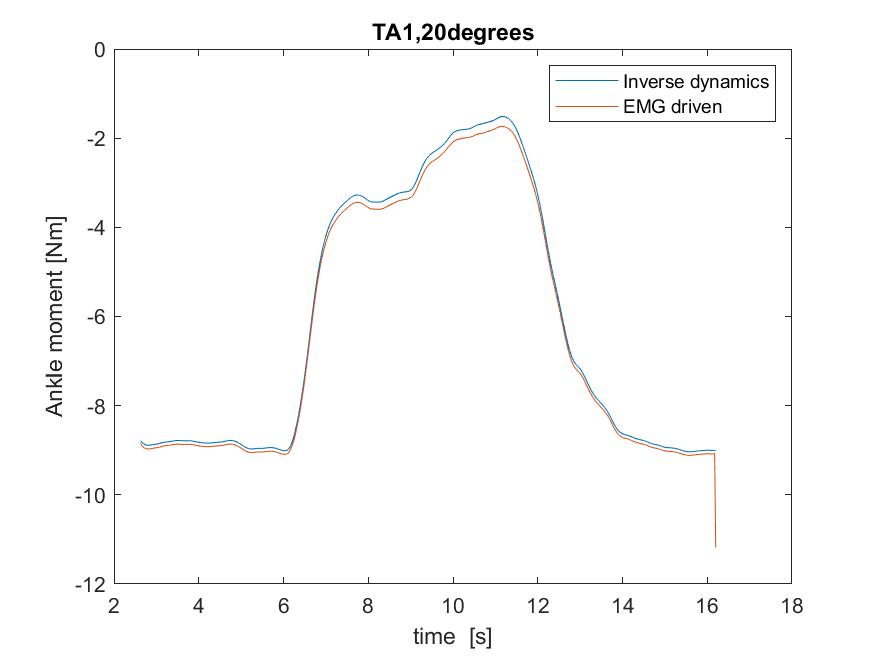 TA1,20degrees
Inverse dynamics
EMG driven
Ankle moment [Nm]
0
-2
-4
-6
-8
-10
-12
2 4 6 8 10 12 14 16 18
time [s]